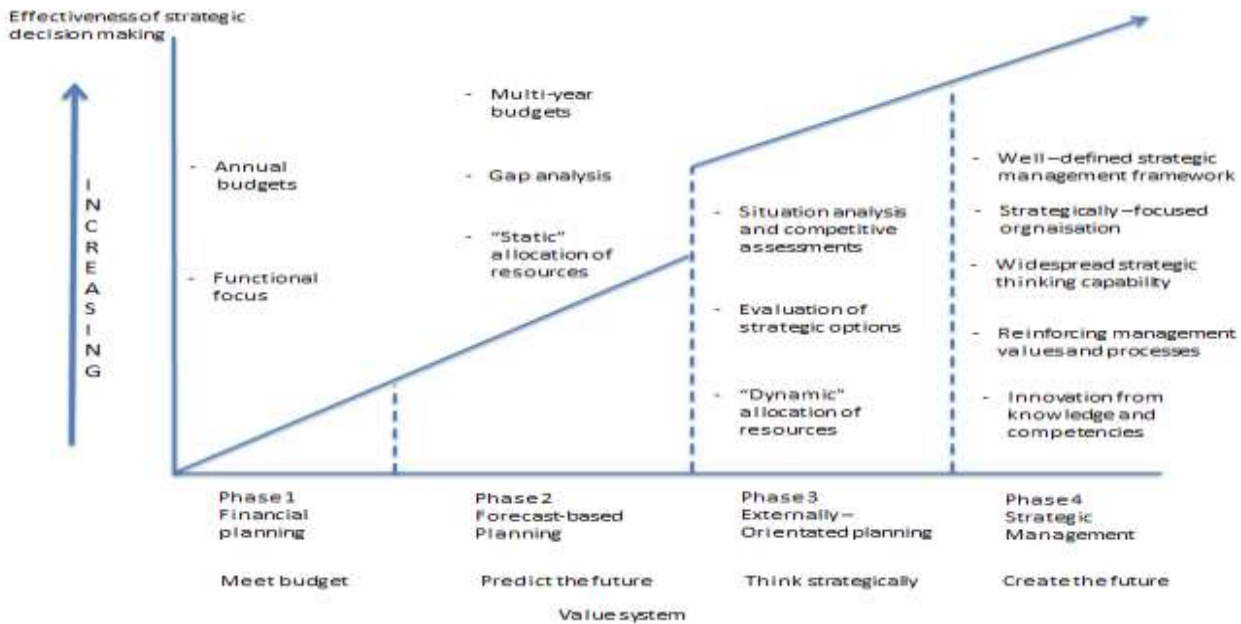 Effectiveness of strategic
decision making
INCREASING
- Annual
budgets
- Functional
focus
- Multi-year
budgets
- Gap analysis
- "Static"
allocation of
resources
- Situation analysis
and competitive
assessments
- Evaluation of
strategic options
- "Dynamic"
allocation of
resources
- Well–defined strategic
management framework
- Strategically–focused
orgnaisation
- Widespread strategic
thinking capability
- Reinforcing management
values and processes
- Innovation from
knowledge and
competencies
Phase 1
Financial
planning
Phase 2
Forecast-based
Planning
Phase 3
Externally–
Orientated planning
Phase 4
Strategic
Management
Meet budget
Predict the future
Think strategically
Create the future
Value system